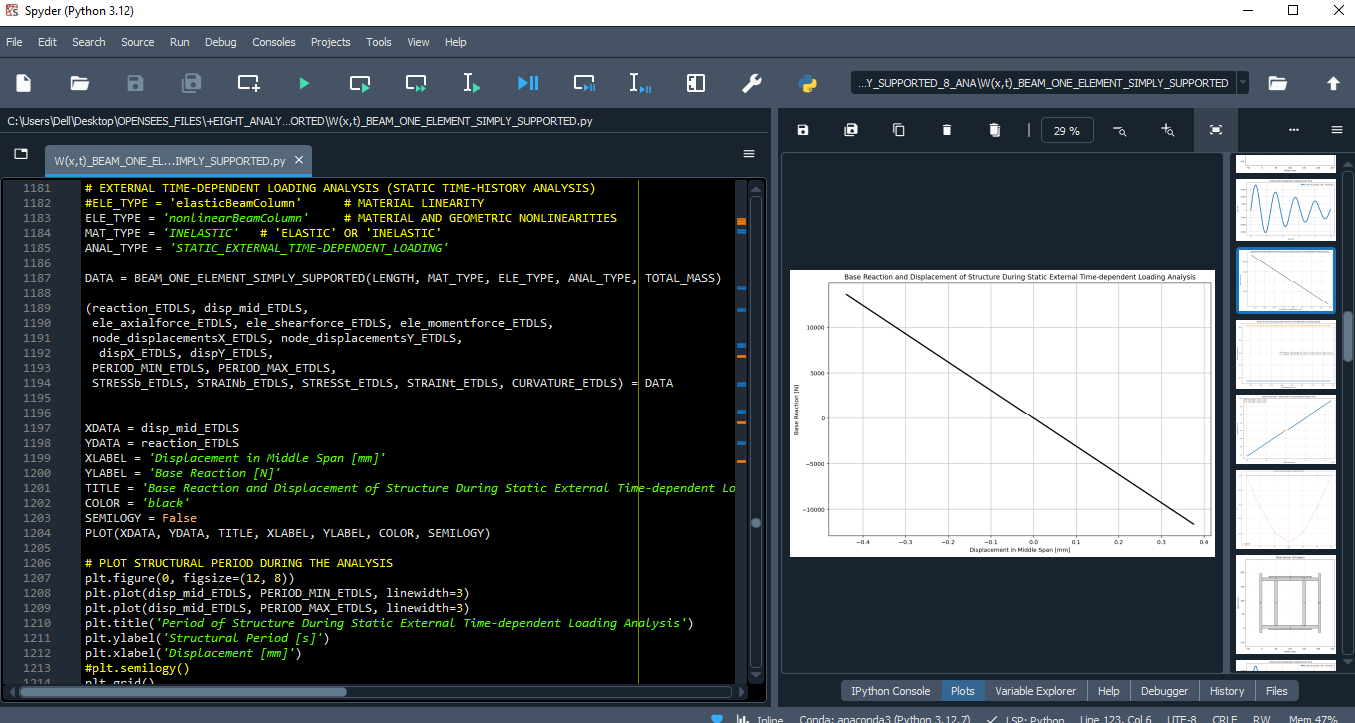 Spyder (Python 3.12)
File Edit Search Source Run Debug Consoles Projects Tools View Help
...Y_SUPPORTED_8_ANA\W(x,t)_BEAM_ONE_ELEMENT_SIMPLY_SUPPORTED
C:\Users\Dell\Desktop\OPENSEES_FILES\+EIGHT_ANALY...ORTED\W(x,t)_BEAM_ONE_ELEMENT_SIMPLY_SUPPORTED.py
W(x,t)_BEAM_ONE_EL...IMPLY_SUPPORTED.py
1181 # EXTERNAL TIME-DEPENDENT LOADING ANALYSIS (STATIC TIME-HISTORY ANALYSIS)
1182 #ELE_TYPE = 'elasticBeamColumn' # MATERIAL LINEARITY
1183 ELE_TYPE = 'nonlinearBeamColumn' # MATERIAL AND GEOMETRIC NONLINEARITIES
1184 MAT_TYPE = 'INELASTIC' # 'ELASTIC' OR 'INELASTIC'
1185 ANAL_TYPE = 'STATIC_EXTERNAL_TIME-DEPENDENT_LOADING'
1186
1187 DATA = BEAM_ONE_ELEMENT_SIMPLY_SUPPORTED(LENGTH, MAT_TYPE, ELE_TYPE, ANAL_TYPE, TOTAL_MASS)
1188
1189 (reaction_ETDLS, disp_mid_ETDLS,
1190 ele_axialforce_ETDLS, ele_shearforce_ETDLS, ele_momentforce_ETDLS,
1191 node_displacementsX_ETDLS, node_displacementsY_ETDLS,
1192 dispX_ETDLS, dispY_ETDLS,
1193 PERIOD_MIN_ETDLS, PERIOD_MAX_ETDLS,
1194 STRESSb_ETDLS, STRAINb_ETDLS, STRESSt_ETDLS, STRAINt_ETDLS, CURVATURE_ETDLS) = DATA
1195
1196
1197 XDATA = disp_mid_ETDLS
1198 YDATA = reaction_ETDLS
1199 XLABEL = 'Displacement in Middle Span [mm]'
1200 YLABEL = 'Base Reaction [N]'
1201 TITLE = 'Base Reaction and Displacement of Structure During Static External Time-dependent Lo
1202 COLOR = 'black'
1203 SEMILOGY = False
1204 PLOT(XDATA, YDATA, TITLE, XLABEL, YLABEL, COLOR, SEMILOGY)
1205
1206 # PLOT STRUCTURAL PERIOD DURING THE ANALYSIS
1207 plt.figure(0, figsize=(12, 8))
1208 plt.plot(disp_mid_ETDLS, PERIOD_MIN_ETDLS, linewidth=3)
1209 plt.plot(disp_mid_ETDLS, PERIOD_MAX_ETDLS, linewidth=3)
1210 plt.title('Period of Structure During Static External Time-dependent Loading Analysis')
1211 plt.ylabel('Structural Period [s]')
1212 plt.xlabel('Displacement [mm]')
1213 #plt.semilogy()
1214 plt.grid()
29 %
Base Reaction and Displacement of Structure During Static External Time-dependent Loading Analysis
10000
5000
0
−5000
−10000
Base Reaction [N]
−0.4 −0.3 −0.2 −0.1 0.0 0.1 0.2 0.3 0.4
Displacement in Middle Span [mm]
IPython Console Plots Variable Explorer Help Debugger History Files
Inline Conda: anaconda3 (Python 3.12.7) ✓ LSP: Python Line 123, Col 6 UTF-8 CRLF RW Mem 47%